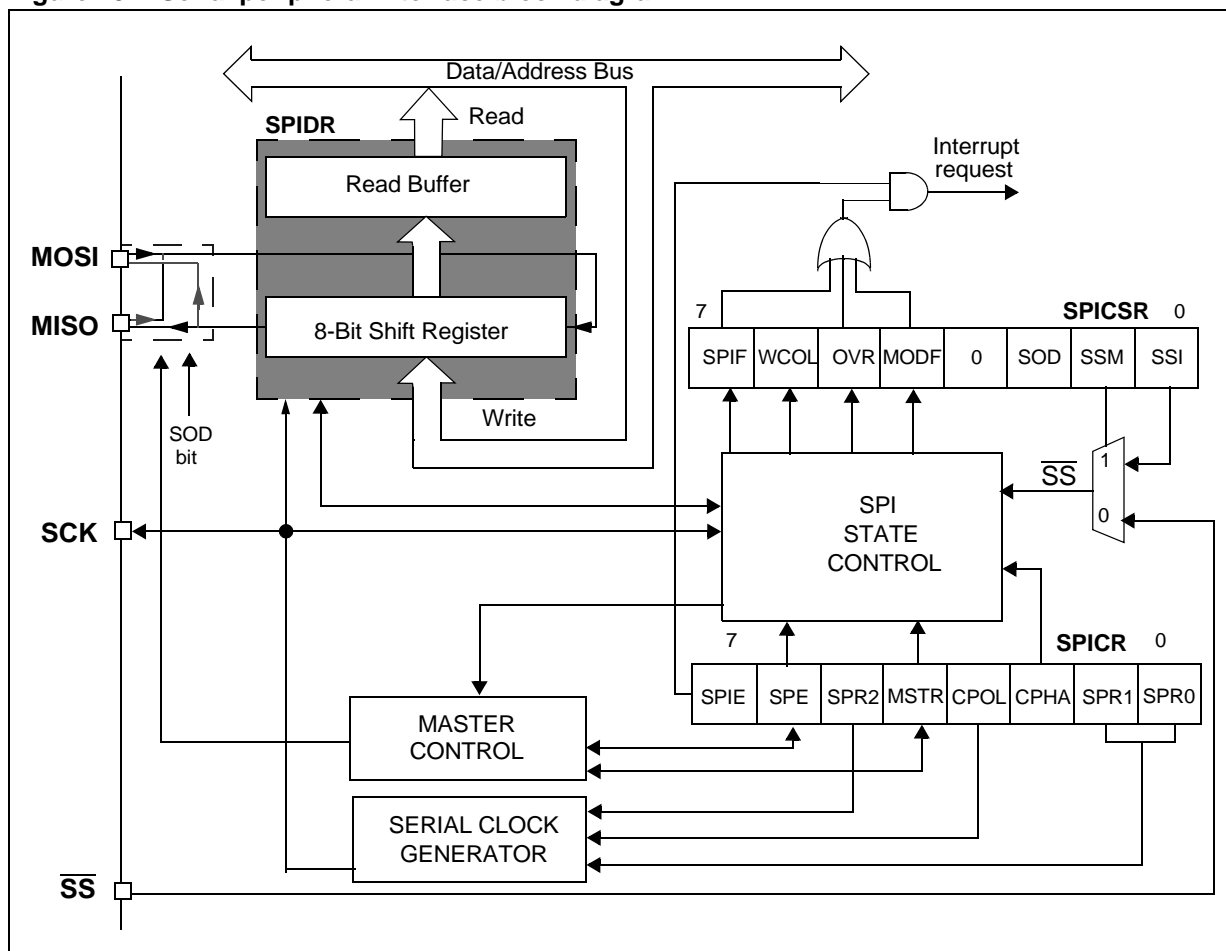 Data/Address Bus
Read
SPIDR
Read Buffer
Interrupt
request
MOSI
MISO
8-Bit Shift Register
Write
SOD
bit
7 SPICSR 0
SPIF WCOL OVR MODF 0 SOD SSM SSI
1
SS
0
SCK
SPI
STATE
CONTROL
7 SPICR 0
SPIE SPE SPR2 MSTR CPOL CPHA SPR1 SPR0
MASTER
CONTROL
SERIAL CLOCK
GENERATOR
SS